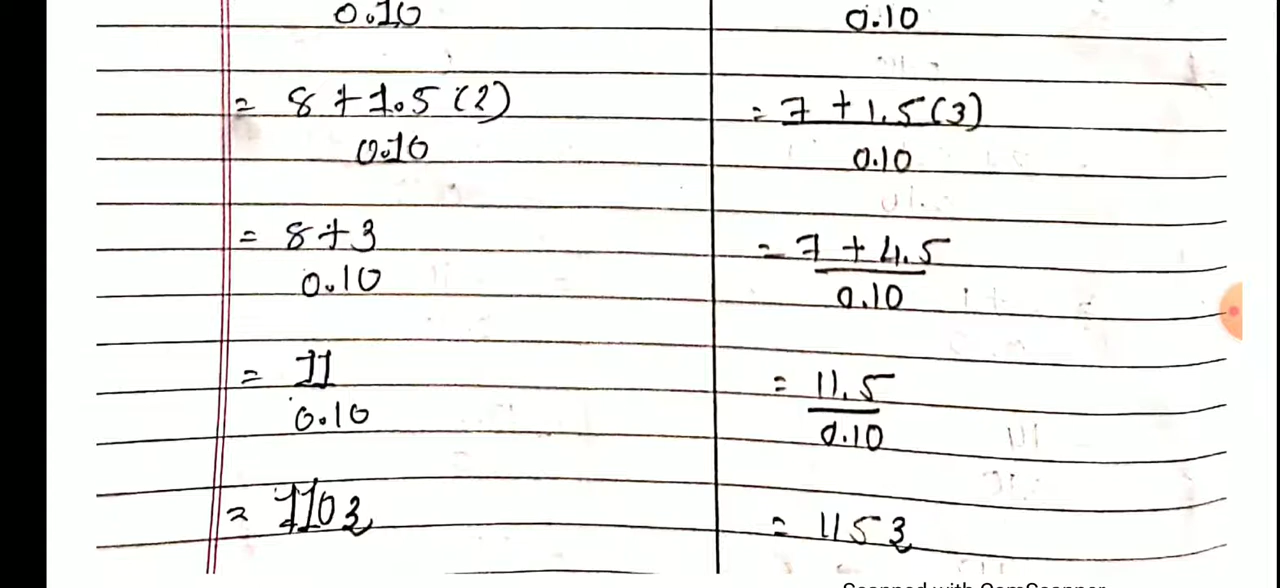 0.10
= 8 + 1.5 (2)
0.10
= 8 + 3
0.10
= 11
0.10
= 110₹
0.10
= 7 + 1.5 (3)
0.10
= 7 + 4.5
0.10
= 11.5
0.10
= 115₹
Scanned with CamScanner